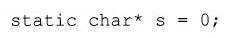 static char* s = 0;